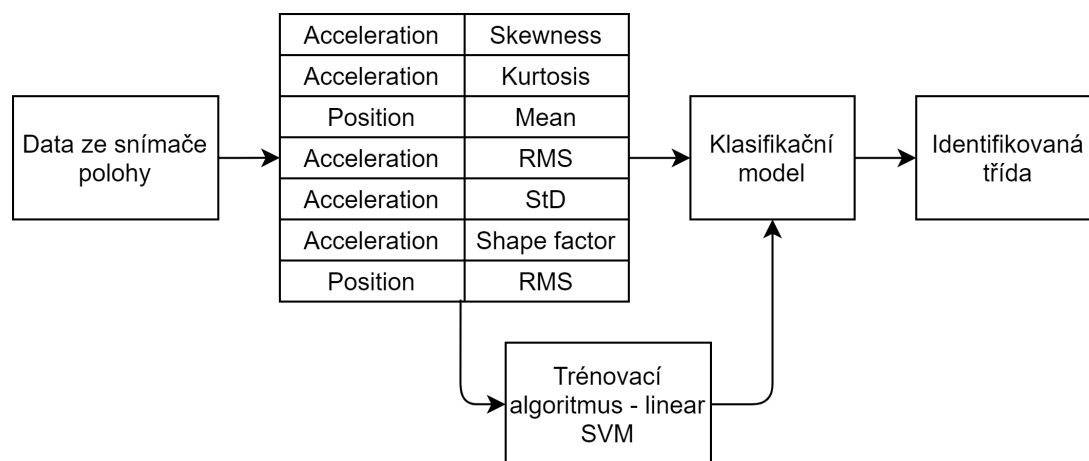 Data ze snímače
polohy
Acceleration Skewness
Acceleration Kurtosis
Position Mean
Acceleration RMS
Acceleration StD
Acceleration Shape factor
Position RMS
Klasifikační
model
Identifikovaná
třída
Trénovací
algoritmus - linear
SVM